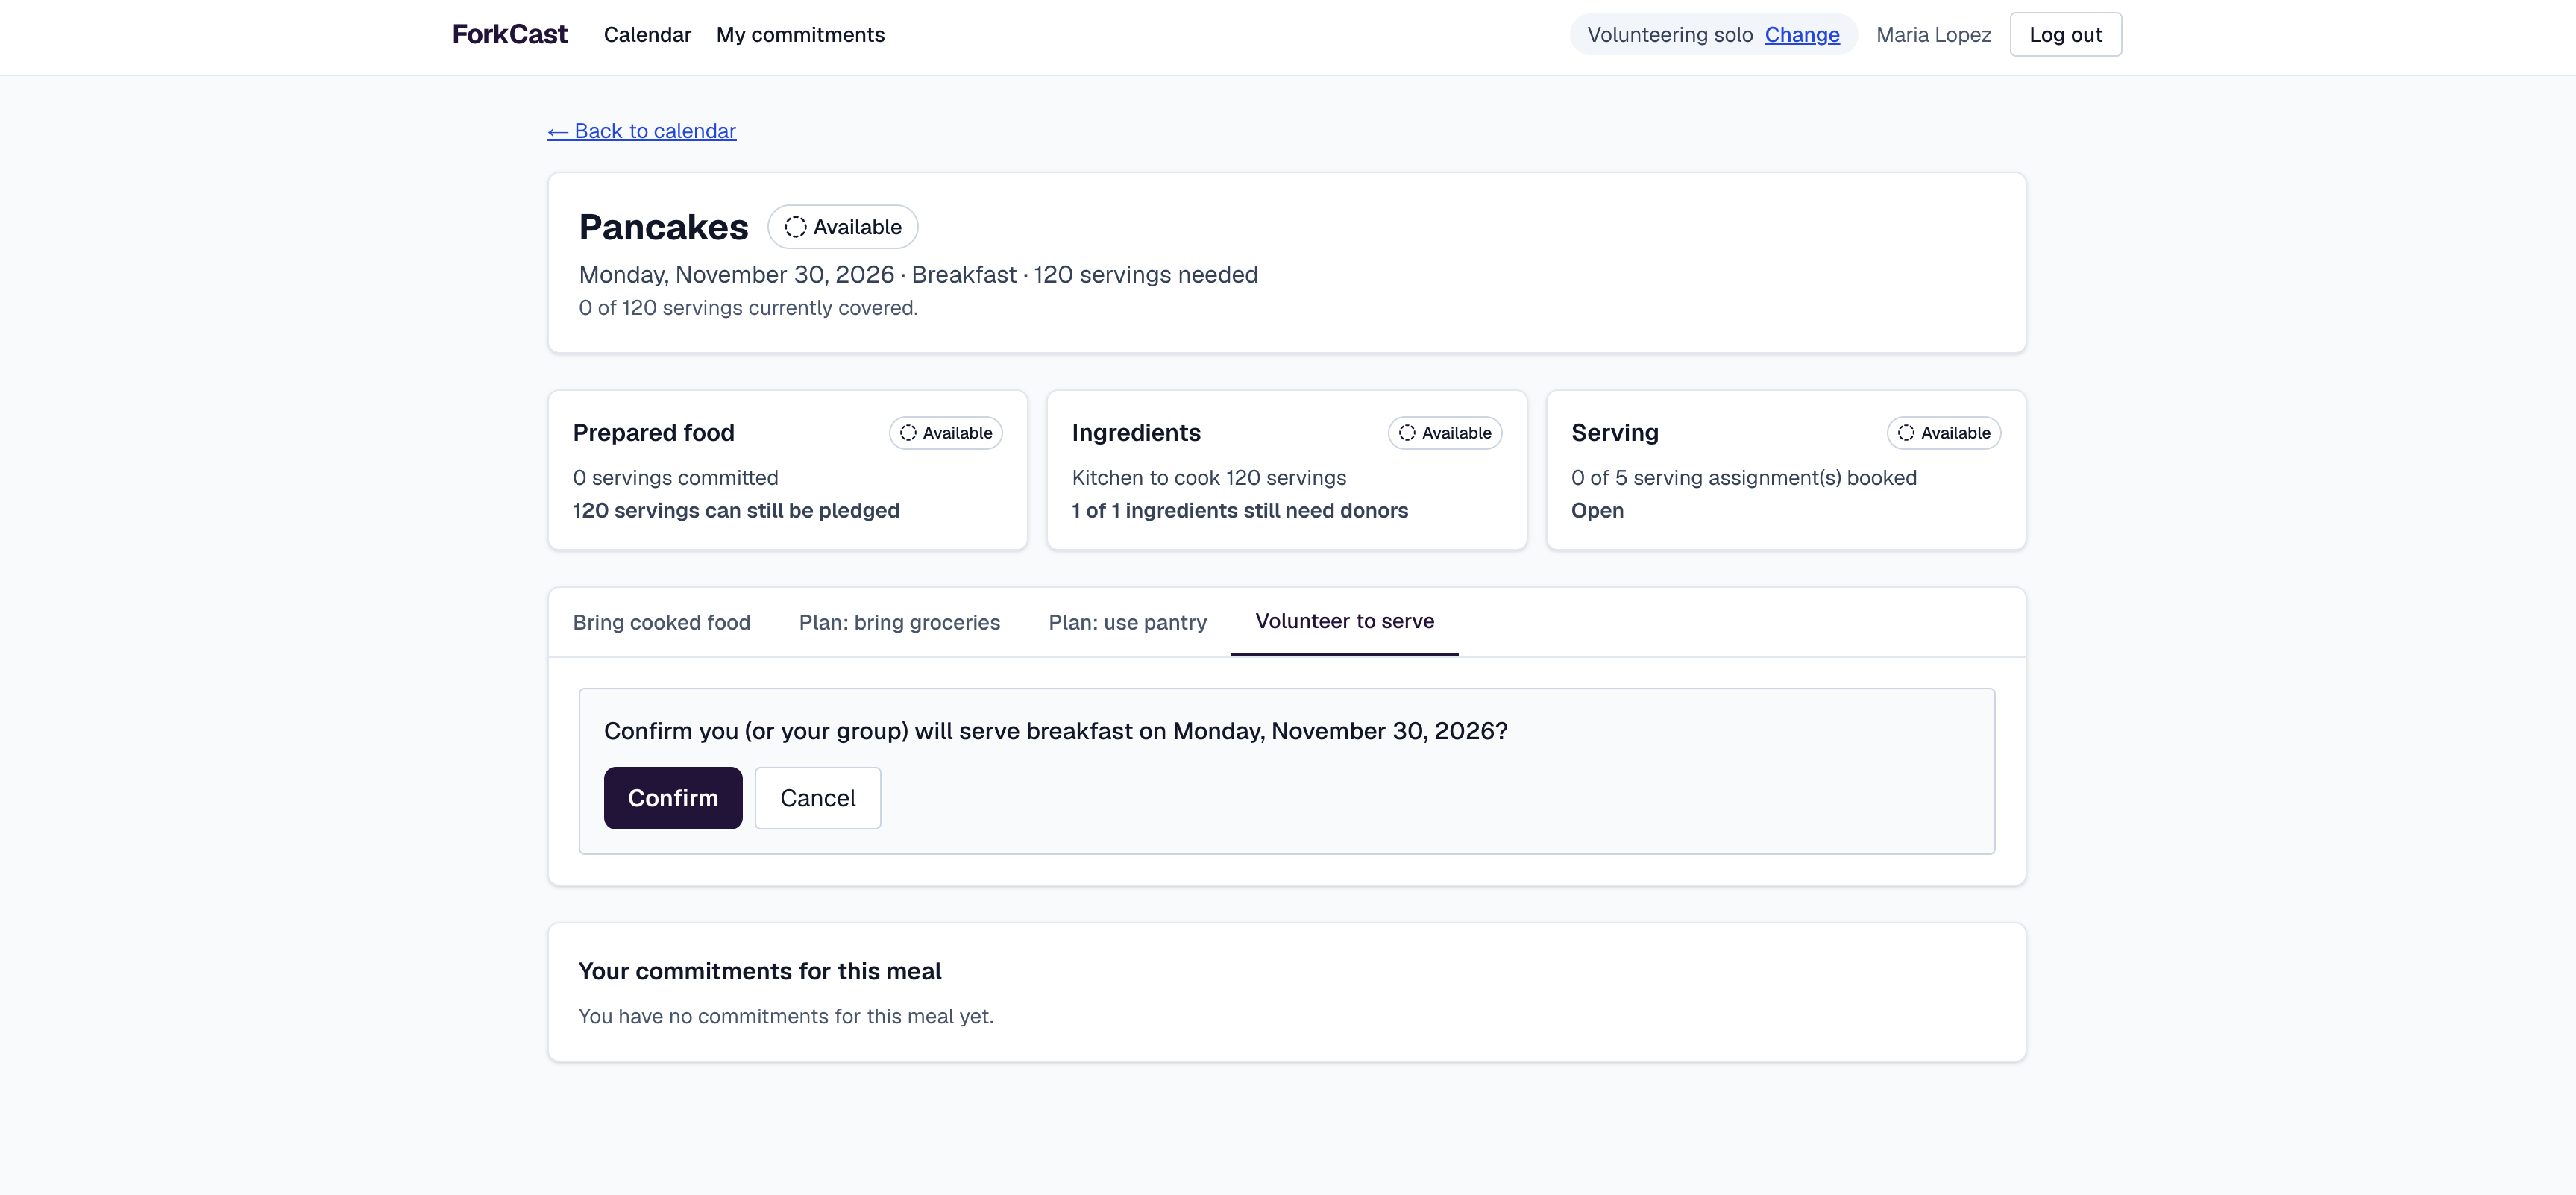 ForkCast Calendar My commitments Volunteering solo Change Maria Lopez Log out
← Back to calendar
Pancakes Available
Monday, November 30, 2026 · Breakfast · 120 servings needed
0 of 120 servings currently covered.
Prepared food Available
0 servings committed
120 servings can still be pledged
Ingredients Available
Kitchen to cook 120 servings
1 of 1 ingredients still need donors
Serving Available
0 of 5 serving assignment(s) booked
Open
Bring cooked food Plan: bring groceries Plan: use pantry Volunteer to serve
Confirm you (or your group) will serve breakfast on Monday, November 30, 2026?
Confirm Cancel
Your commitments for this meal
You have no commitments for this meal yet.